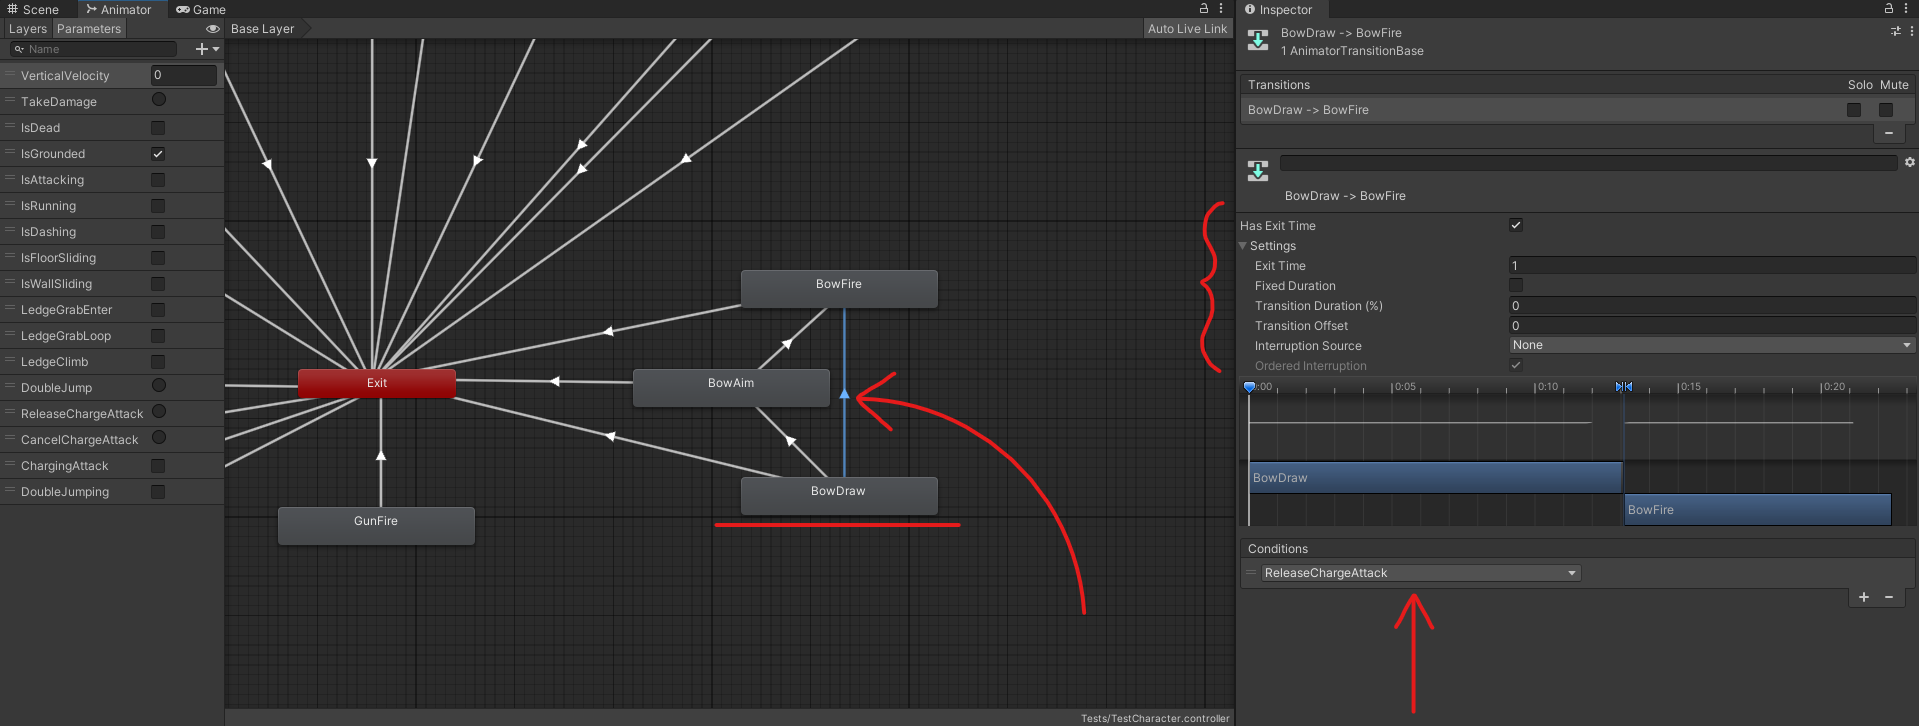 Scene
Animator
Game
Layers
Parameters
Name
VerticalVelocity
0
TakeDamage
IsDead
IsGrounded
IsAttacking
IsRunning
IsDashing
IsFloorSliding
IsWallSliding
LedgeGrabEnter
LedgeGrabLoop
LedgeClimb
DoubleJump
ReleaseChargeAttack
CancelChargeAttack
ChargingAttack
DoubleJumping
Base Layer
Auto Live Link
BowFire
Exit
BowAim
BowDraw
GunFire
Tests/TestCharacter.controller
Inspector
BowDraw -> BowFire
1 AnimatorTransitionBase
Transitions Solo Mute
BowDraw -> BowFire
BowDraw -> BowFire
Has Exit Time
Settings
Exit Time 1
Fixed Duration
Transition Duration (%) 0
Transition Offset 0
Interruption Source None
Ordered Interruption
:00 0:05 0:10 0:15 0:20
BowDraw
BowFire
Conditions
ReleaseChargeAttack